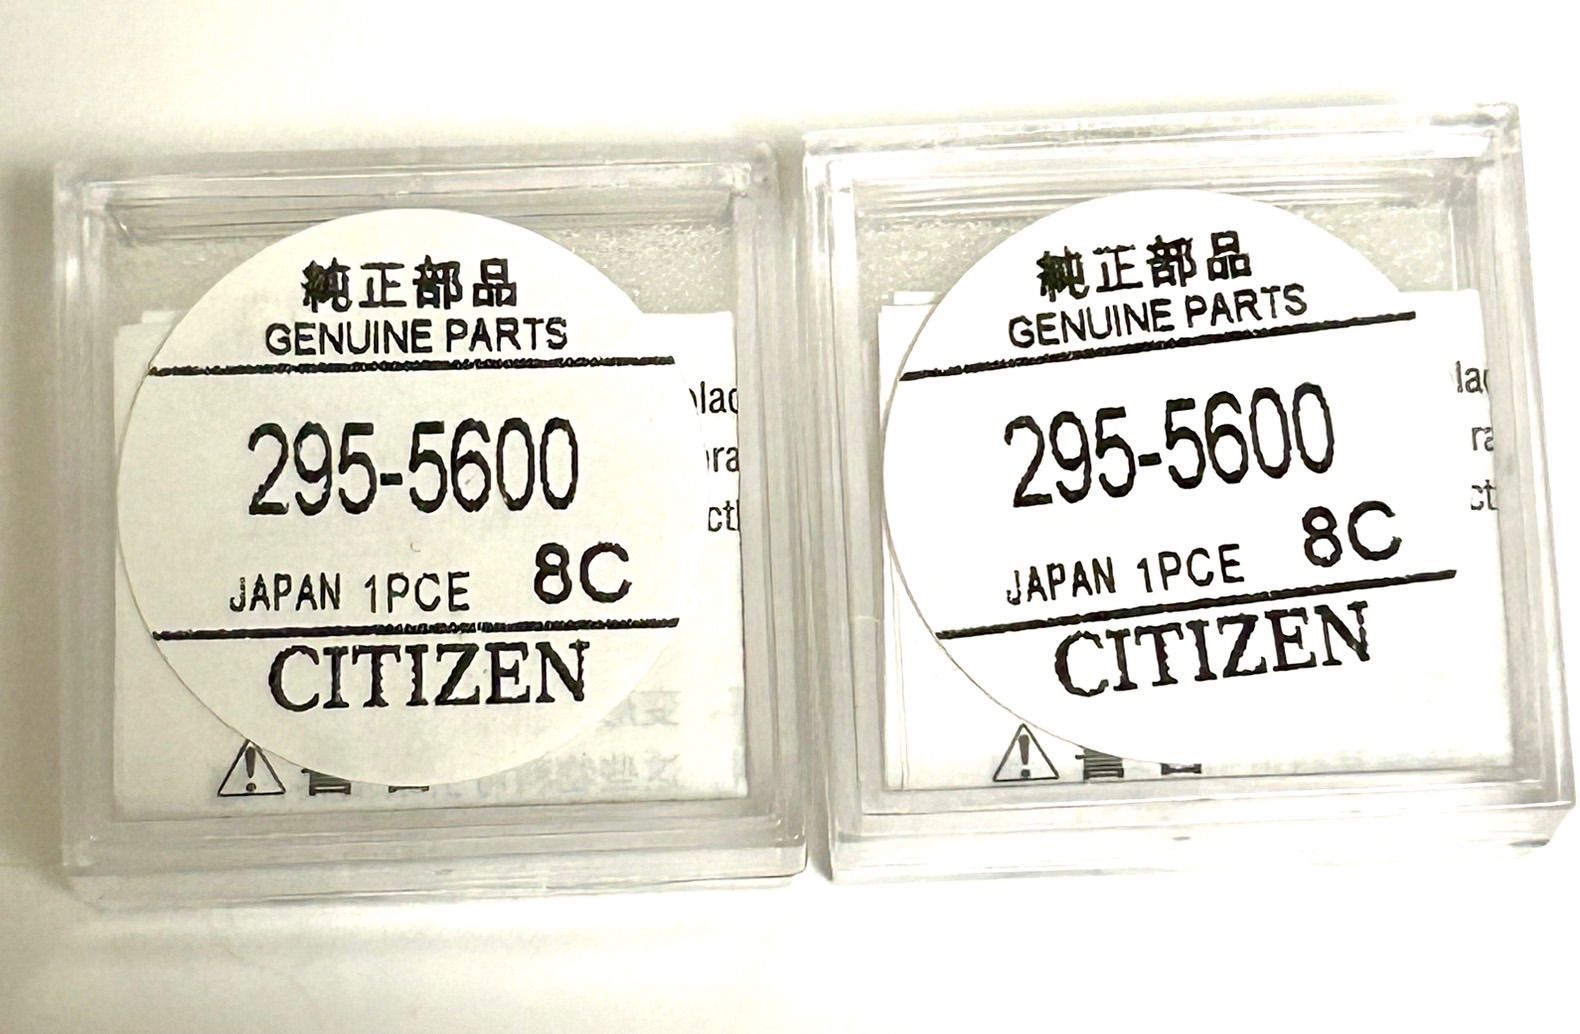 純正部品
GENUINE PARTS
295-5600
JAPAN 1PCE 8C
CITIZEN
純正部品
GENUINE PARTS
295-5600
JAPAN 1PCE 8C
CITIZEN